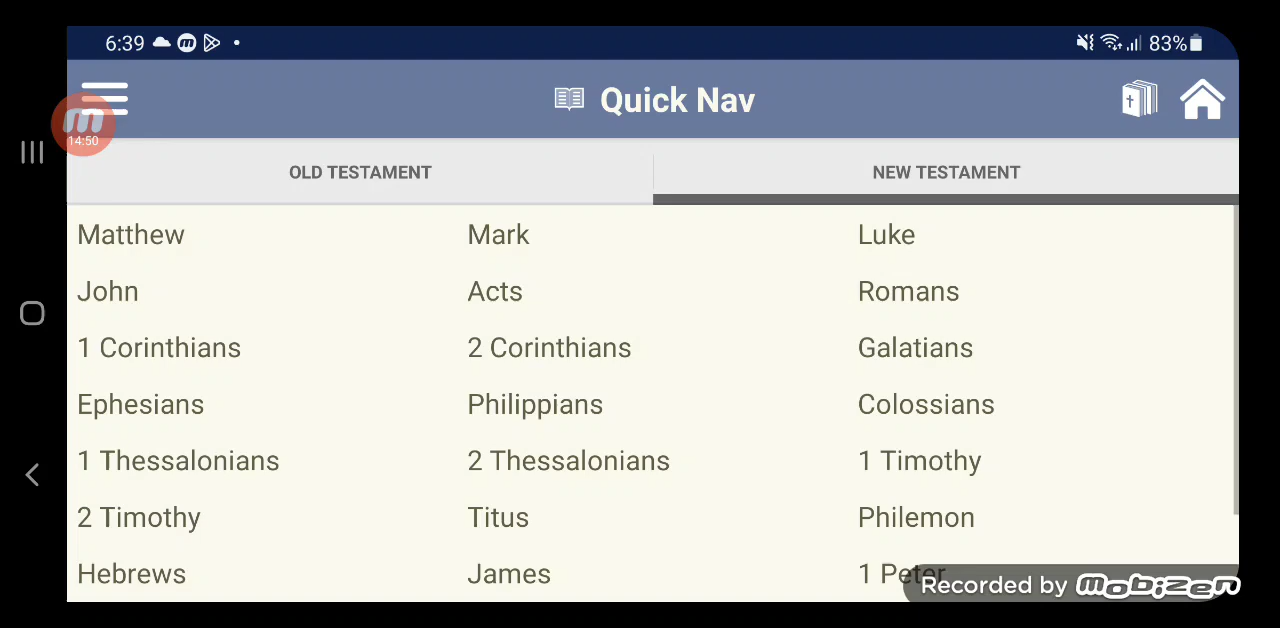 6:39 83%
Quick Nav
14:50
OLD TESTAMENT NEW TESTAMENT
Matthew Mark Luke
John Acts Romans
1 Corinthians 2 Corinthians Galatians
Ephesians Philippians Colossians
1 Thessalonians 2 Thessalonians 1 Timothy
2 Timothy Titus Philemon
Hebrews James 1 Peter
Recorded by mobizen